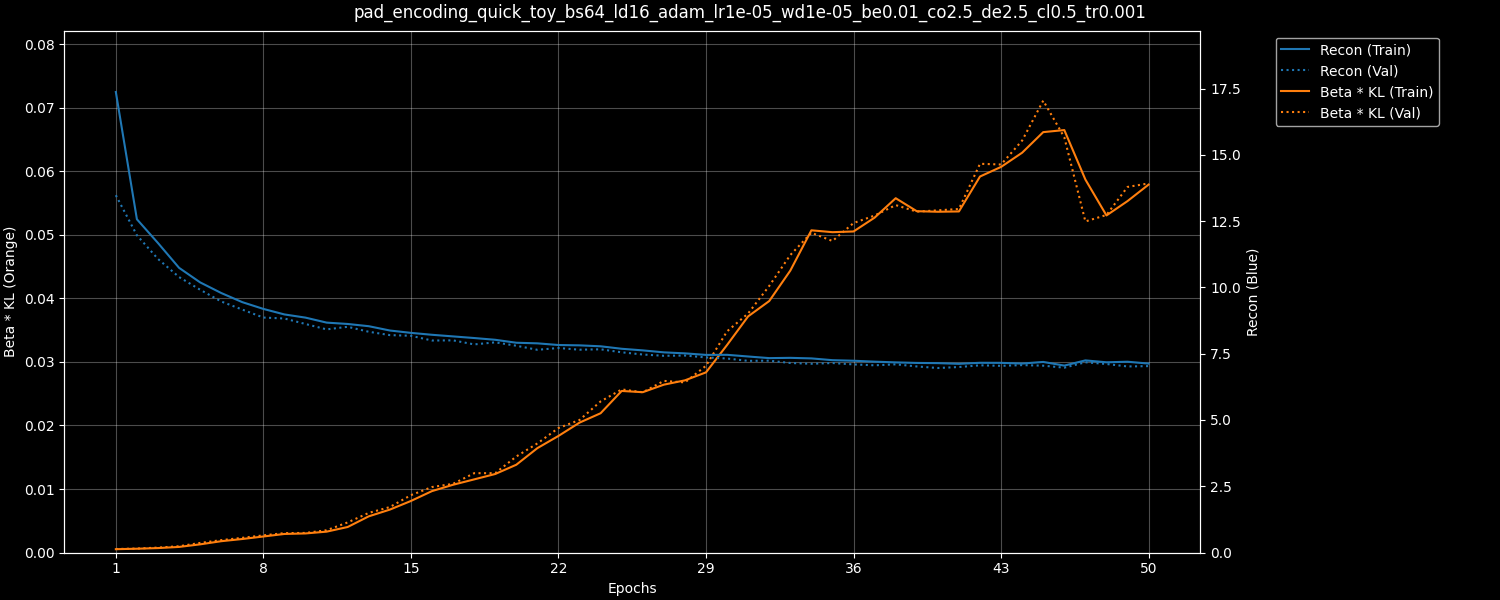 pad_encoding_quick_toy_bs64_ld16_adam_lr1e-05_wd1e-05_be0.01_co2.5_de2.5_cl0.5_tr0.001
Beta * KL (Orange)
0.08
0.07
0.06
0.05
0.04
0.03
0.02
0.01
0.00
1 8 15 22 29 36 43 50
Epochs
17.5
15.0
12.5
10.0
7.5
5.0
2.5
0.0
Recon (Blue)
Recon (Train)
Recon (Val)
Beta * KL (Train)
Beta * KL (Val)